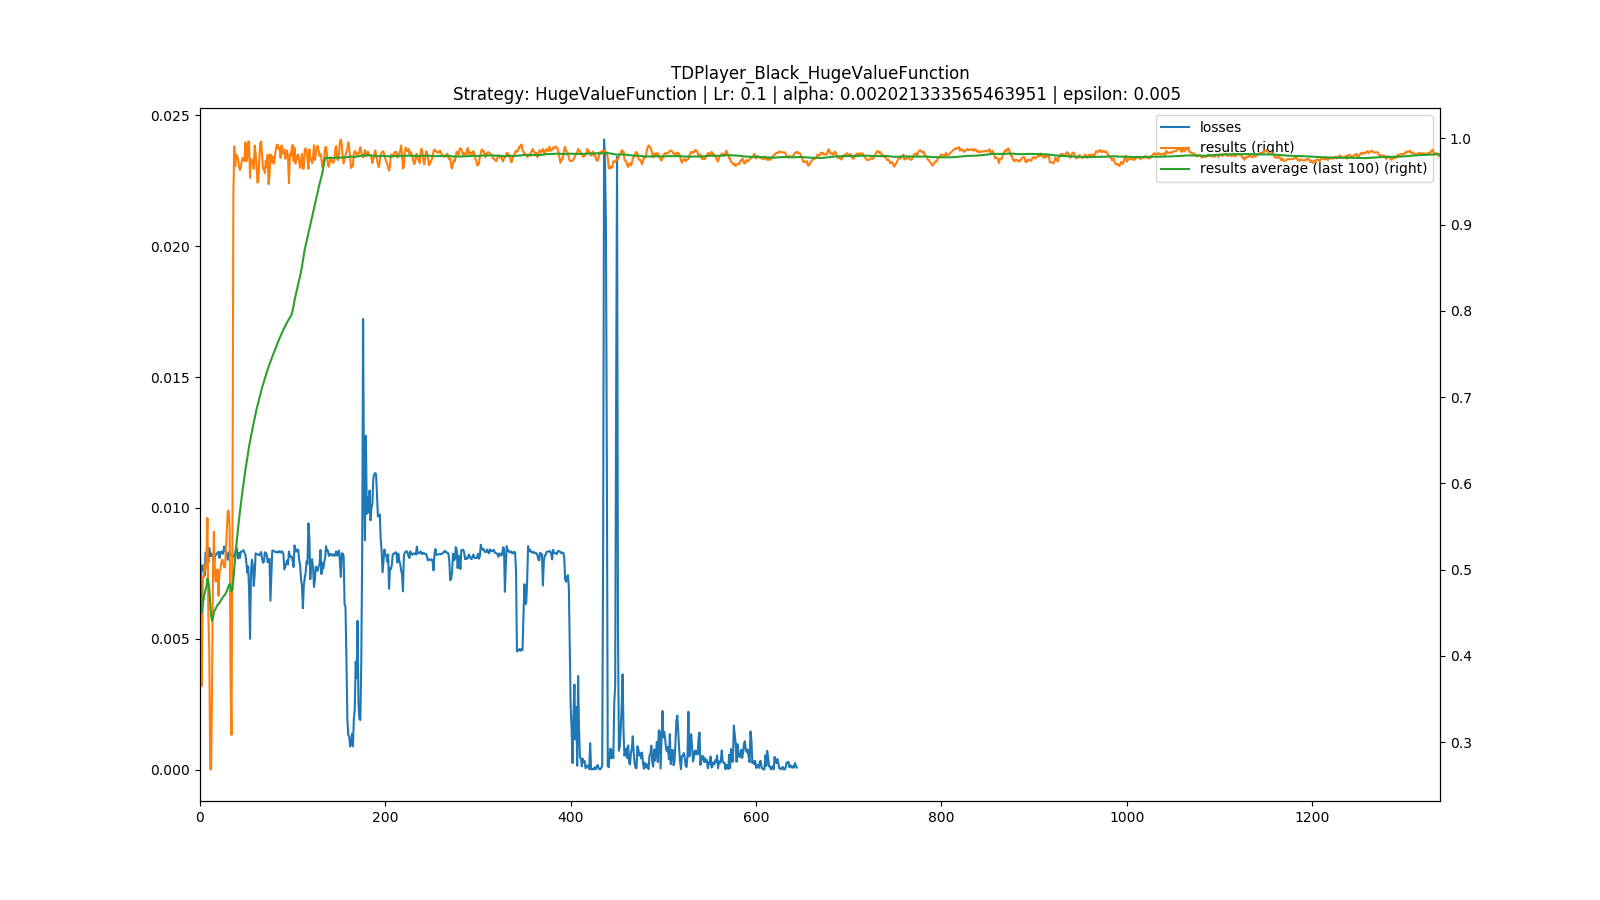 TDPlayer_Black_HugeValueFunction
Strategy: HugeValueFunction | Lr: 0.1 | alpha: 0.002021333565463951 | epsilon: 0.005
losses
results (right)
results average (last 100) (right)
0.025
0.020
0.015
0.010
0.005
0.000
1.0
0.9
0.8
0.7
0.6
0.5
0.4
0.3
0 200 400 600 800 1000 1200